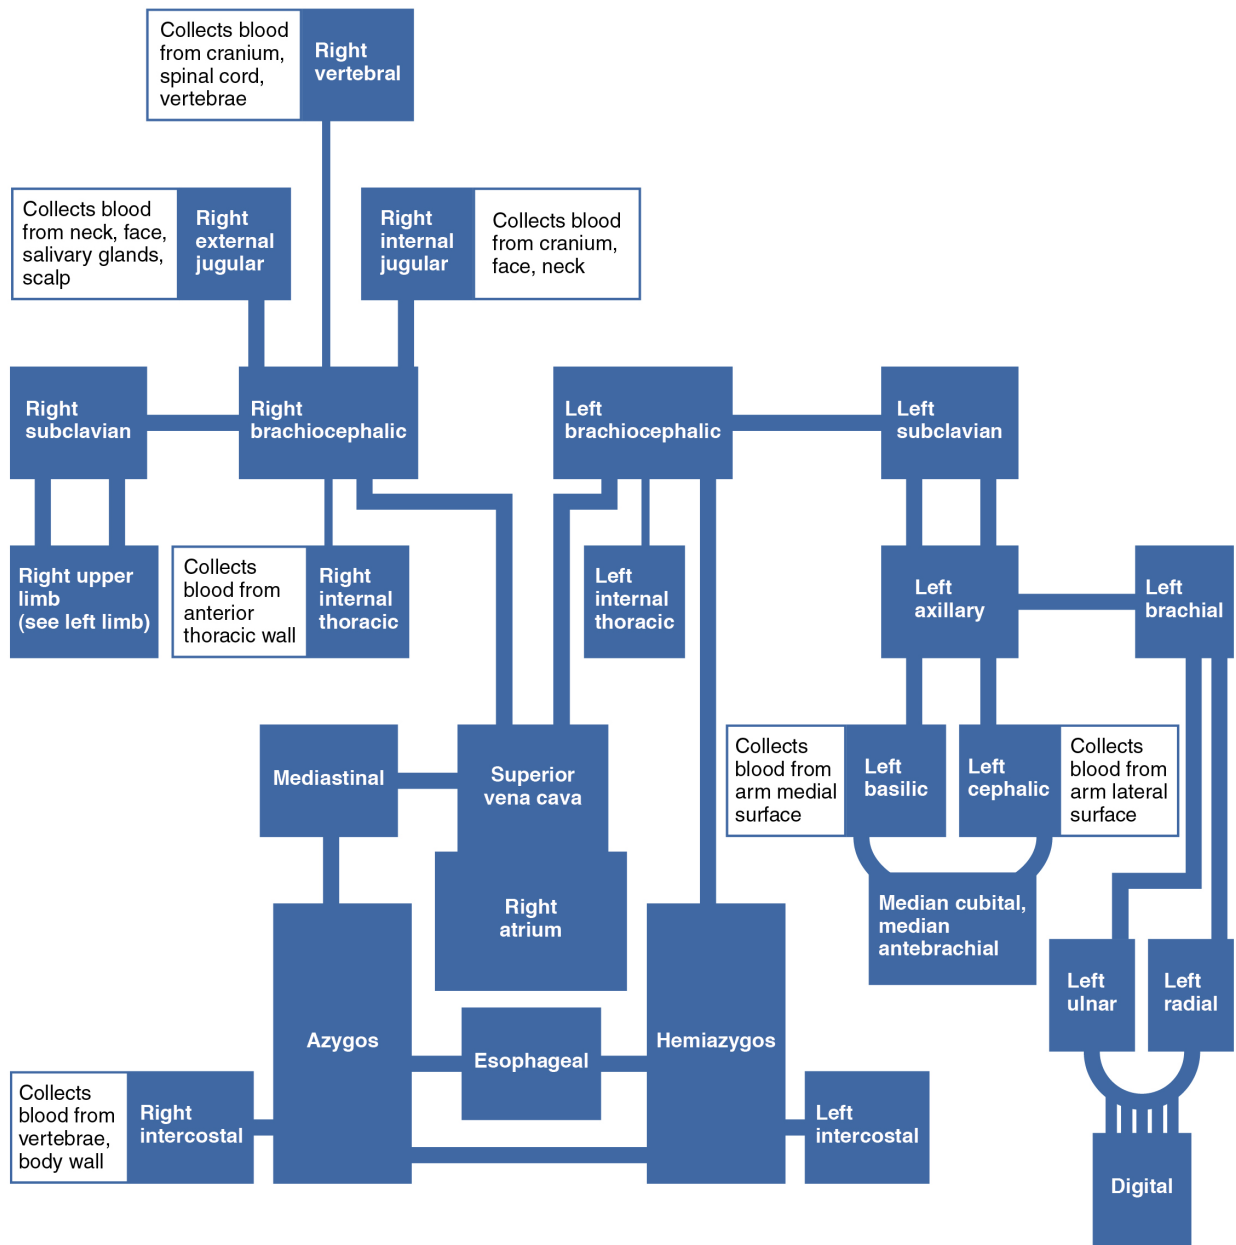 Collects blood
from cranium,
spinal cord,
vertebrae
Right
vertebral
Collects blood
from neck, face,
salivary glands,
scalp
Right
external
jugular
Right
internal
jugular
Collects blood
from cranium,
face, neck
Right
subclavian
Right
brachiocephalic
Left
brachiocephalic
Left
subclavian
Right upper
limb
(see left limb)
Collects
blood from
anterior
thoracic wall
Right
internal
thoracic
Left
internal
thoracic
Left
axillary
Left
brachial
Mediastinal
Superior
vena cava
Collects
blood from
arm medial
surface
Left
basilic
Left
cephalic
Collects
blood from
arm lateral
surface
Right
atrium
Median cubital,
median
antebrachial
Left
ulnar
Left
radial
Azygos
Esophageal
Hemiazygos
Collects
blood from
vertebrae,
body wall
Right
intercostal
Left
intercostal
Digital